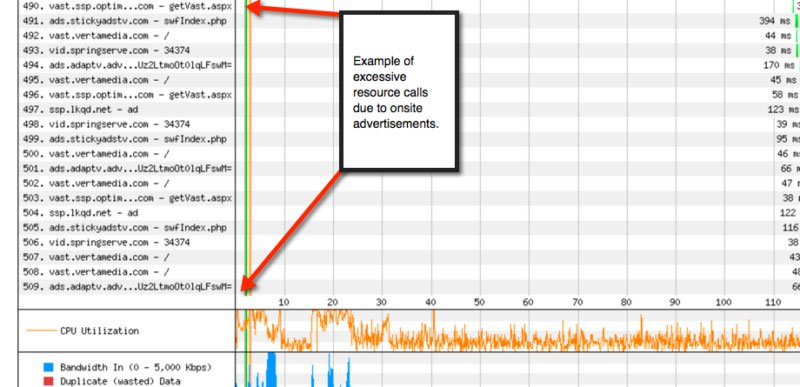 490. vast.ssp.optim...com - getVast.aspx
491. ads.stickyadstv.com - swfIndex.php 394 ms
492. vast.vertamedia.com - / 44 ms
493. vid.springserve.com - 34374 38 ms
494. ads.adaptv.adv...Uz2LtmoOt0lqLFswM= 170 ms
495. vast.vertamedia.com - / 45 ms
496. vast.ssp.optim...com - getVast.aspx 58 ms
497. ssp.lkqd.net - ad 123 ms
498. vid.springserve.com - 34374 39 ms
499. ads.stickyadstv.com - swfIndex.php 95 ms
500. vast.vertamedia.com - / 46 m
501. ads.adaptv.adv...Uz2LtmoOt0lqLFswM= 66 m
502. vast.vertamedia.com - / 47 m
503. vast.ssp.optim...com - getVast.aspx 38 m
504. ssp.lkqd.net - ad 122
505. ads.stickyadstv.com - swfIndex.php 116
506. vid.springserve.com - 34374 38
507. vast.vertamedia.com - / 43
508. vast.vertamedia.com - / 48
509. ads.adaptv.adv...Uz2LtmoOt0lqLFswM= 66
Example of
excessive
resource calls
due to onsite
advertisements.
10 20 30 40 50 60 70 80 90 100 110
CPU Utilization
Bandwidth In (0 - 5,000 Kbps)
Duplicate (wasted) Data